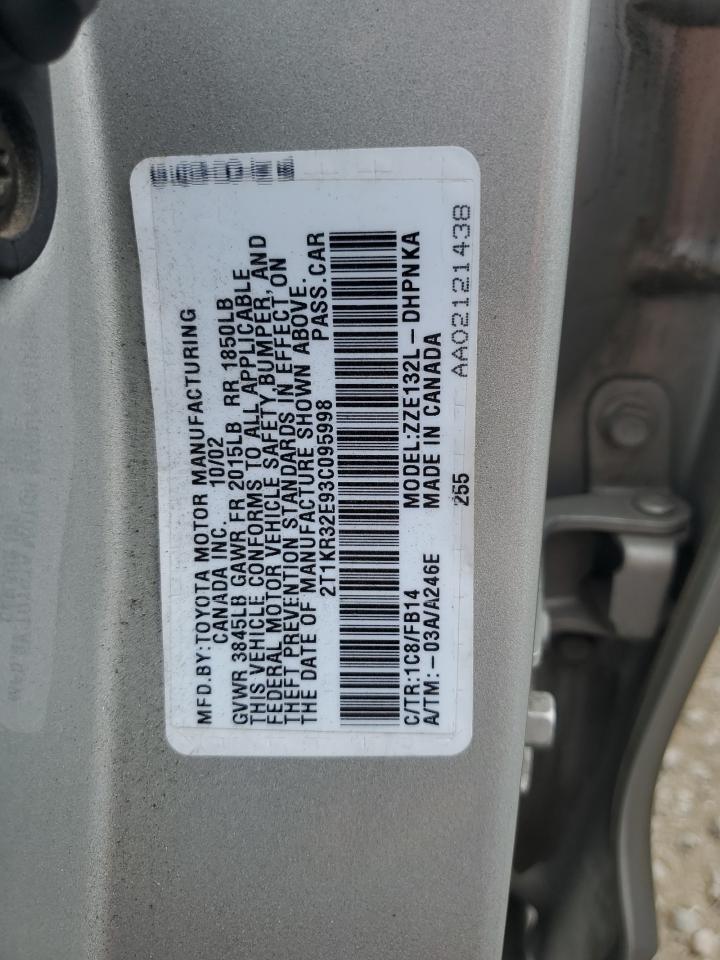 MFD.BY:TOYOTA MOTOR MANUFACTURING
CANADA INC. 10/02
GVWR 3845LB GAWR FR 2015LB RR 1850LB
THIS VEHICLE CONFORMS TO ALL APPLICABLE
FEDERAL MOTOR VEHICLE SAFETY,BUMPER, AND
THEFT PREVENTION STANDARDS IN EFFECT ON
THE DATE OF MANUFACTURE SHOWN ABOVE.
2T1KR32E93C095998 PASS.CAR
C/TR:1C8/FB14 MODEL:ZZE132L-DHPNKA
A/TM:-03A/A246E MADE IN CANADA
255 AA02121438